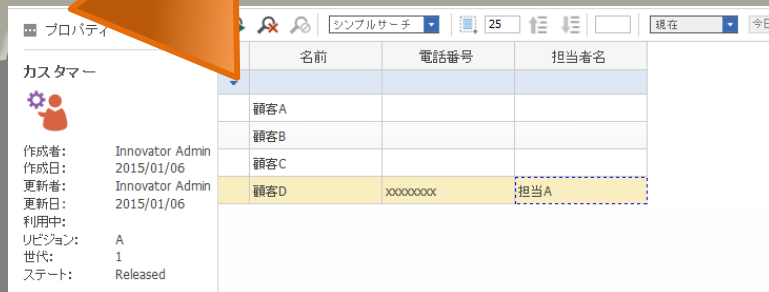 プロパティ
シンプルサーチ 25 現在
カスタマー
名前 電話番号 担当者名
顧客A
顧客B
顧客C
顧客D xxxxxxxx 担当A
作成者: Innovator Admin
作成日: 2015/01/06
更新者: Innovator Admin
更新日: 2015/01/06
利用中:
リビジョン: A
世代: 1
ステート: Released